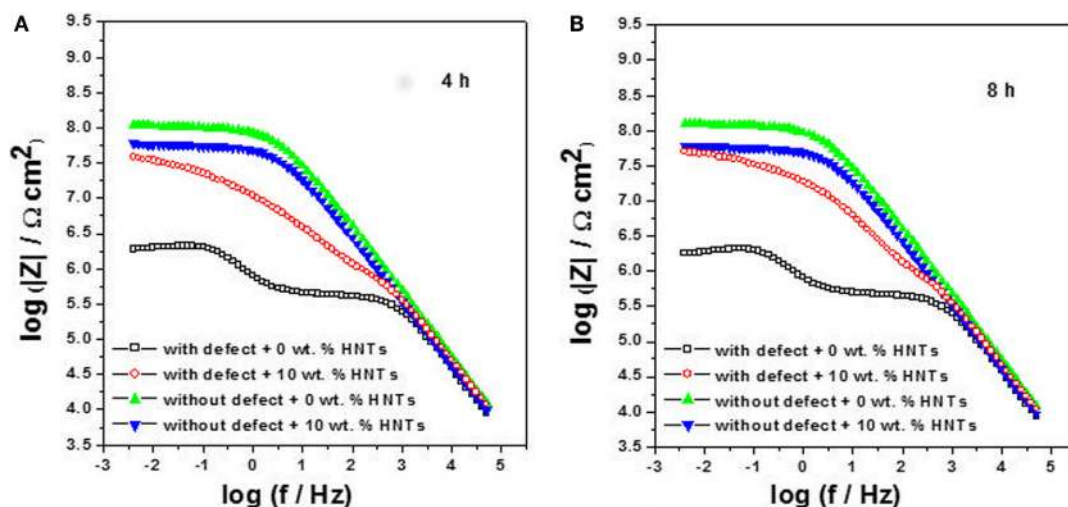 A
4 h
log (|Z| / Ω cm²)
9.5
9.0
8.5
8.0
7.5
7.0
6.5
6.0
5.5
5.0
4.5
4.0
3.5
with defect + 0 wt. % HNTs
with defect + 10 wt. % HNTs
without defect + 0 wt. % HNTs
without defect + 10 wt. % HNTs
-3 -2 -1 0 1 2 3 4 5
log (f / Hz)
B
8 h
log (|Z| / Ω cm²)
9.5
9.0
8.5
8.0
7.5
7.0
6.5
6.0
5.5
5.0
4.5
4.0
3.5
with defect + 0 wt. % HNTs
with defect + 10 wt. % HNTs
without defect + 0 wt. % HNTs
without defect + 10 wt. % HNTs
-3 -2 -1 0 1 2 3 4 5
log (f / Hz)